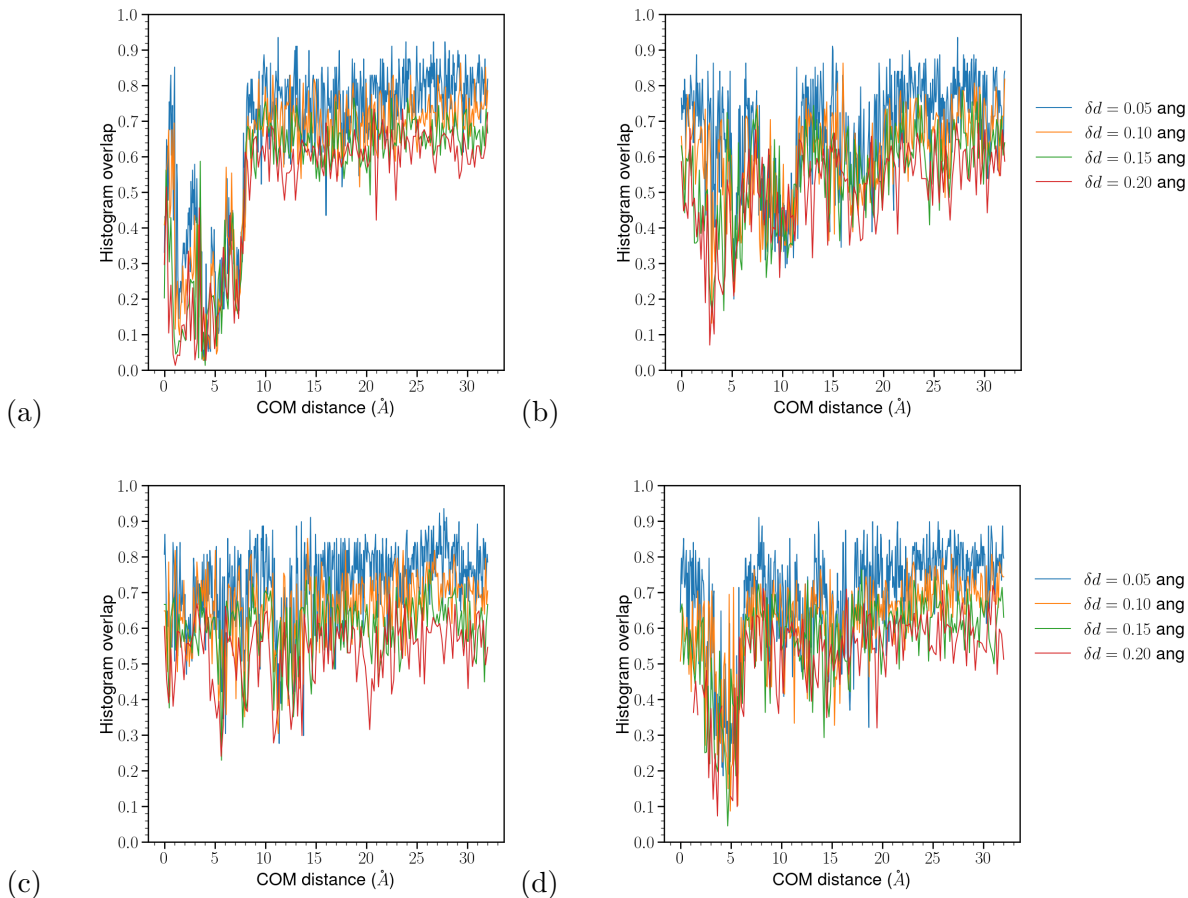 1.0
0.9
0.8
0.7
0.6
0.5
0.4
0.3
0.2
0.1
0.0
Histogram overlap
0 5 10 15 20 25 30
COM distance (Å)
(a)
1.0
0.9
0.8
0.7
0.6
0.5
0.4
0.3
0.2
0.1
0.0
Histogram overlap
0 5 10 15 20 25 30
COM distance (Å)
(b)
δd = 0.05 ang
δd = 0.10 ang
δd = 0.15 ang
δd = 0.20 ang
1.0
0.9
0.8
0.7
0.6
0.5
0.4
0.3
0.2
0.1
0.0
Histogram overlap
0 5 10 15 20 25 30
COM distance (Å)
(c)
1.0
0.9
0.8
0.7
0.6
0.5
0.4
0.3
0.2
0.1
0.0
Histogram overlap
0 5 10 15 20 25 30
COM distance (Å)
(d)
δd = 0.05 ang
δd = 0.10 ang
δd = 0.15 ang
δd = 0.20 ang